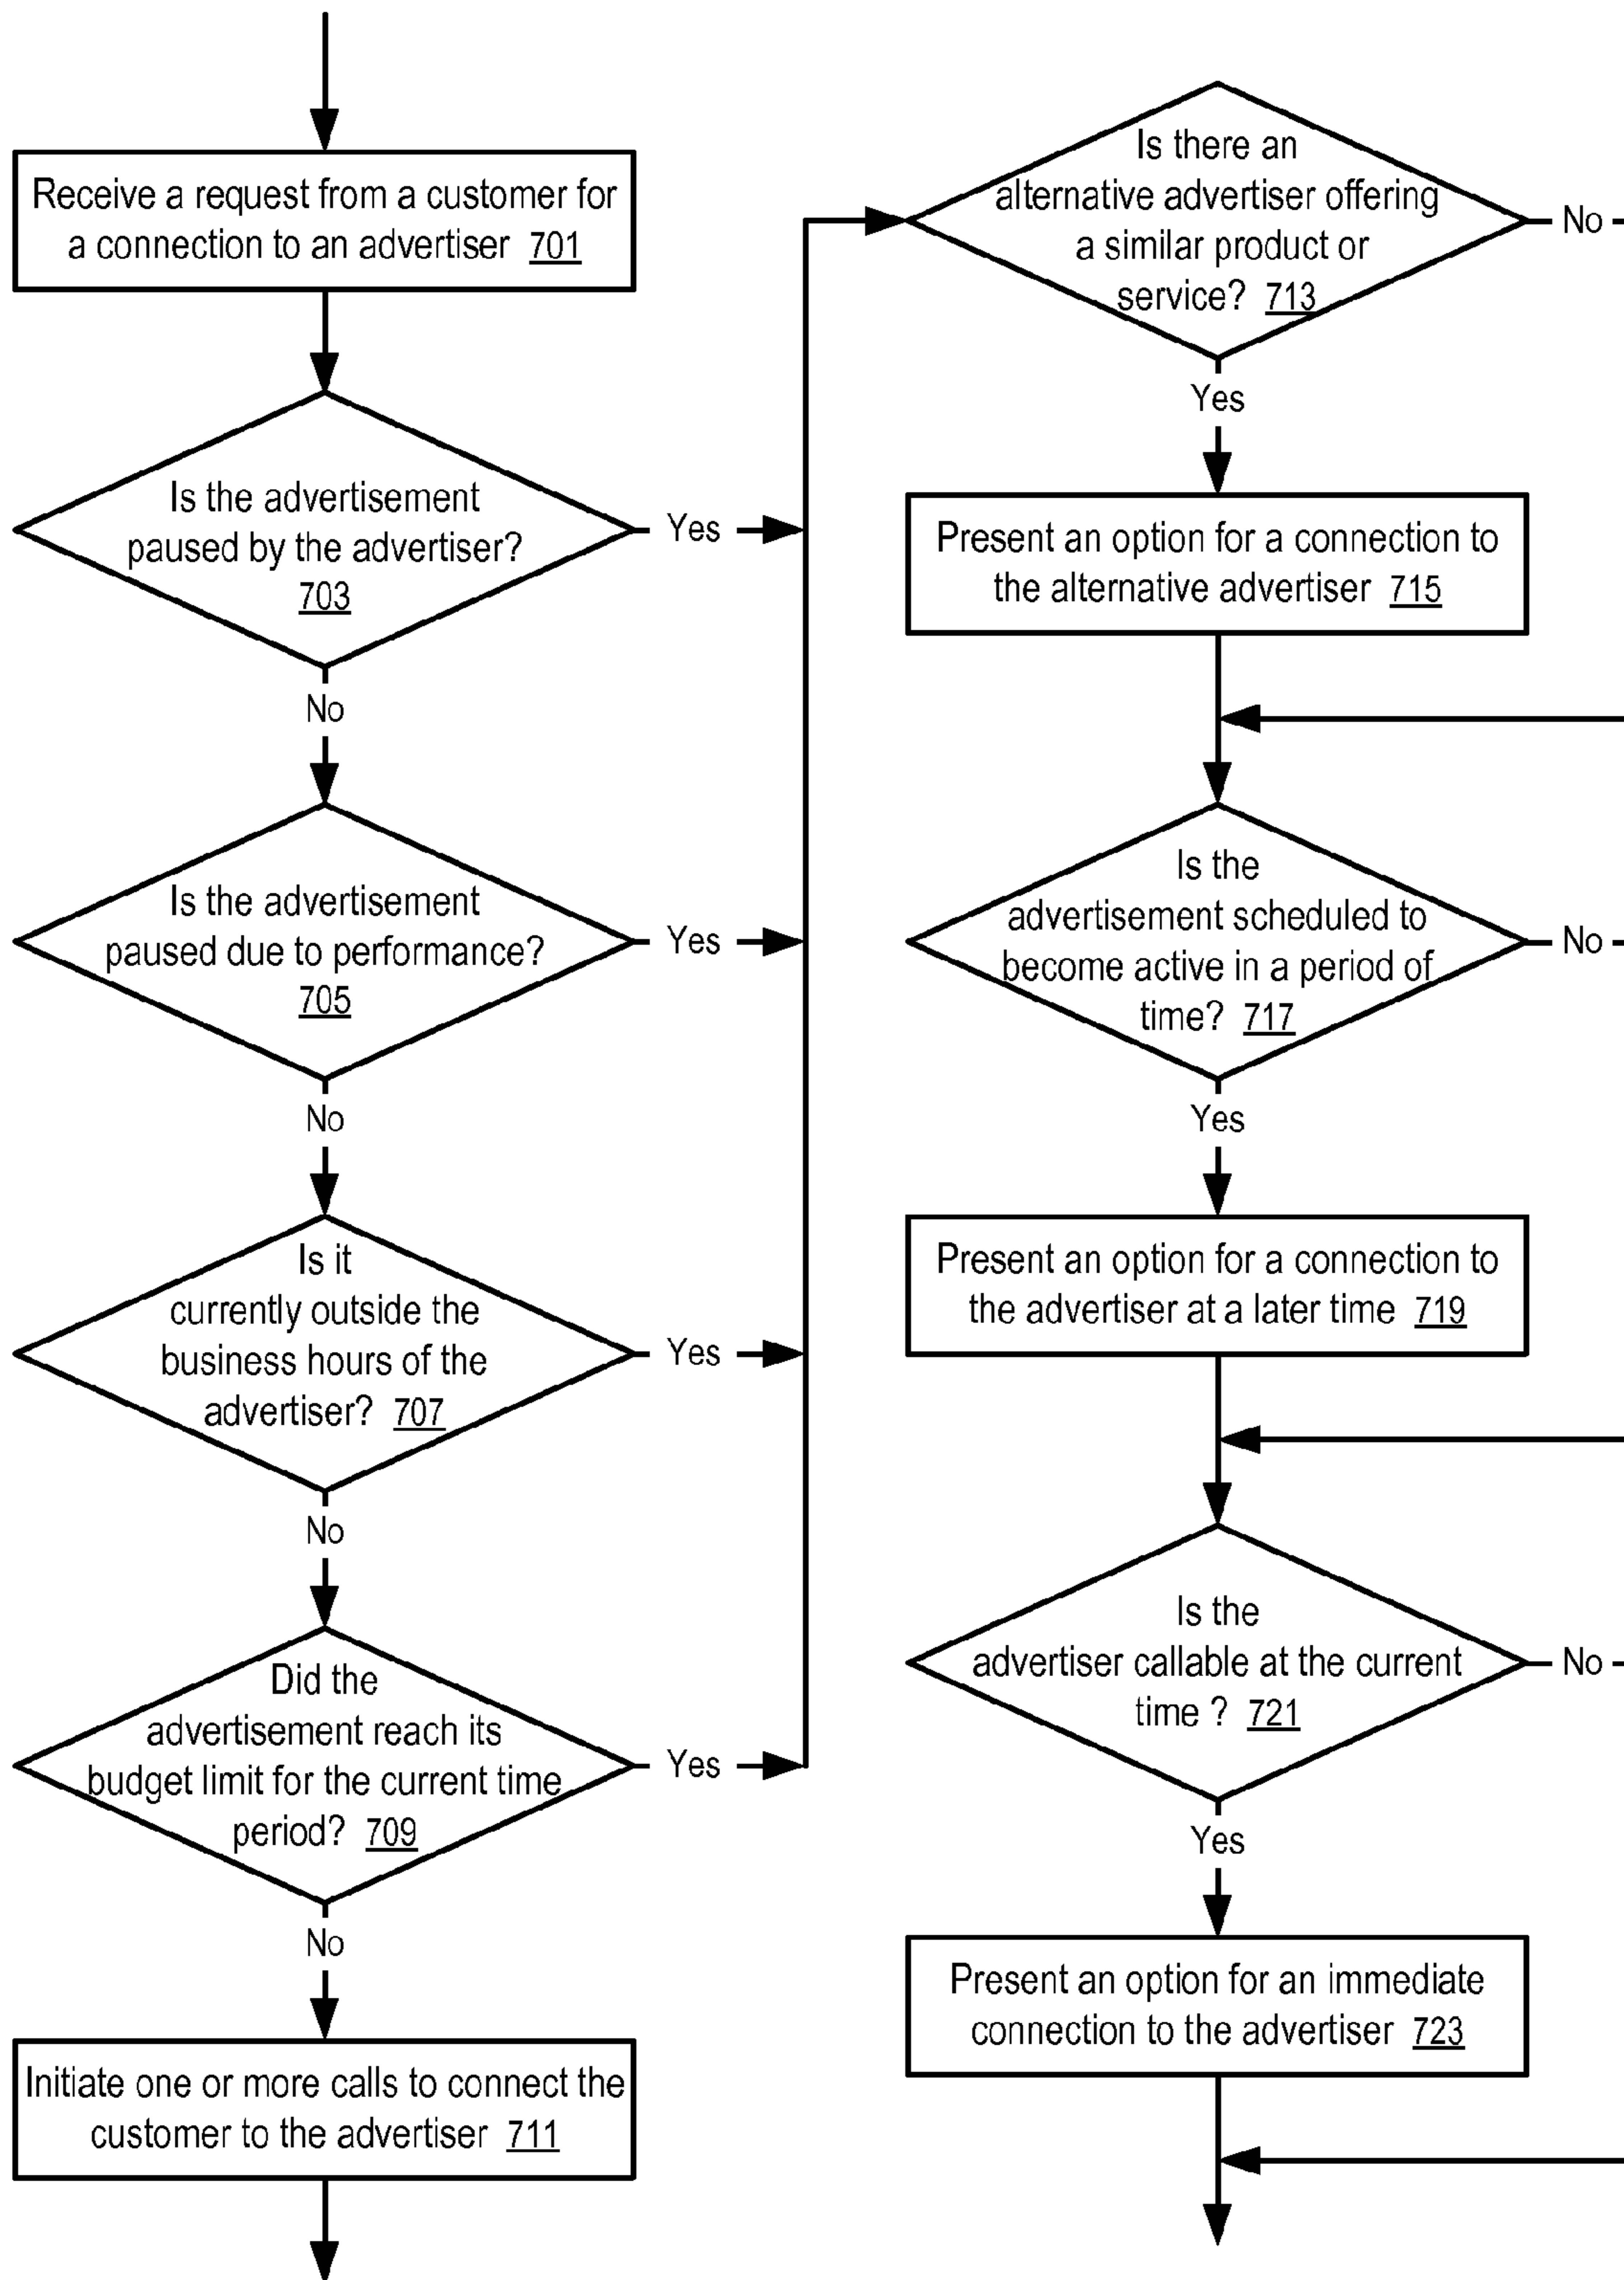 Receive a request from a customer for
a connection to an advertiser 701
Is the advertisement
paused by the advertiser?
703
Yes
No
Is the advertisement
paused due to performance?
705
Yes
No
Is it
currently outside the
business hours of the
advertiser? 707
Yes
No
Did the
advertisement reach its
budget limit for the current time
period? 709
Yes
No
Initiate one or more calls to connect the
customer to the advertiser 711
Is there an
alternative advertiser offering
a similar product or
service? 713
No
Yes
Present an option for a connection to
the alternative advertiser 715
Is the
advertisement scheduled to
become active in a period of
time? 717
No
Yes
Present an option for a connection to
the advertiser at a later time 719
Is the
advertiser callable at the current
time ? 721
No
Yes
Present an option for an immediate
connection to the advertiser 723